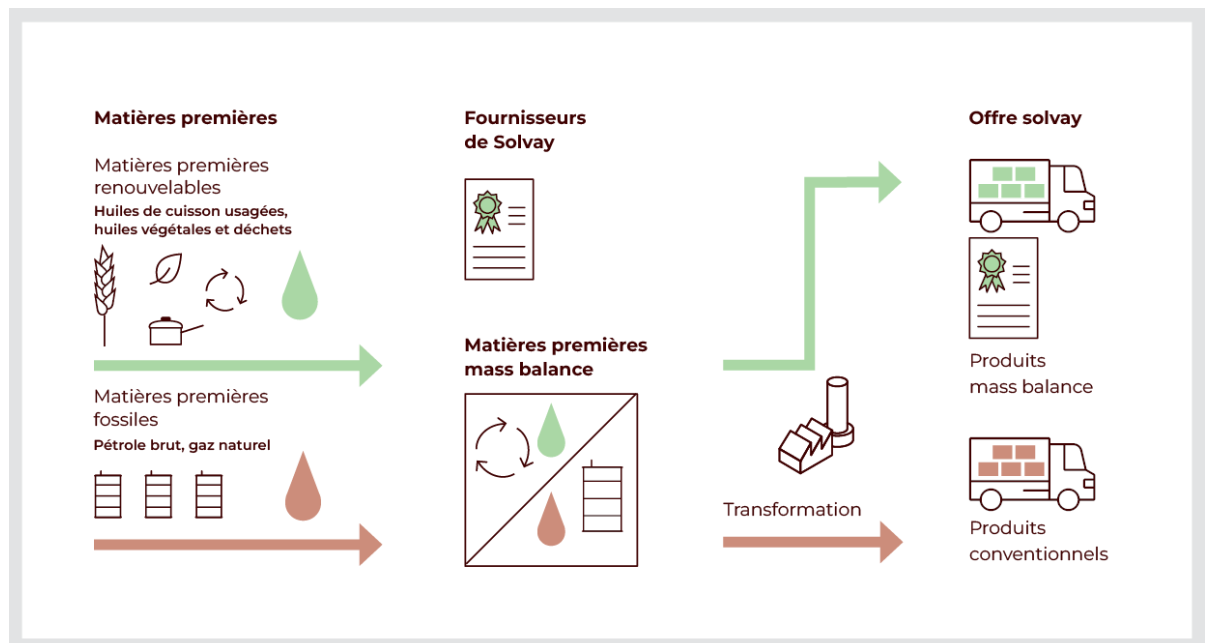 Matières premières
Matières premières
renouvelables
Huiles de cuisson usagées,
huiles végétales et déchets
Matières premières
fossiles
Pétrole brut, gaz naturel
Fournisseurs
de Solvay
Matières premières
mass balance
Transformation
Offre solvay
Produits
mass balance
Produits
conventionnels